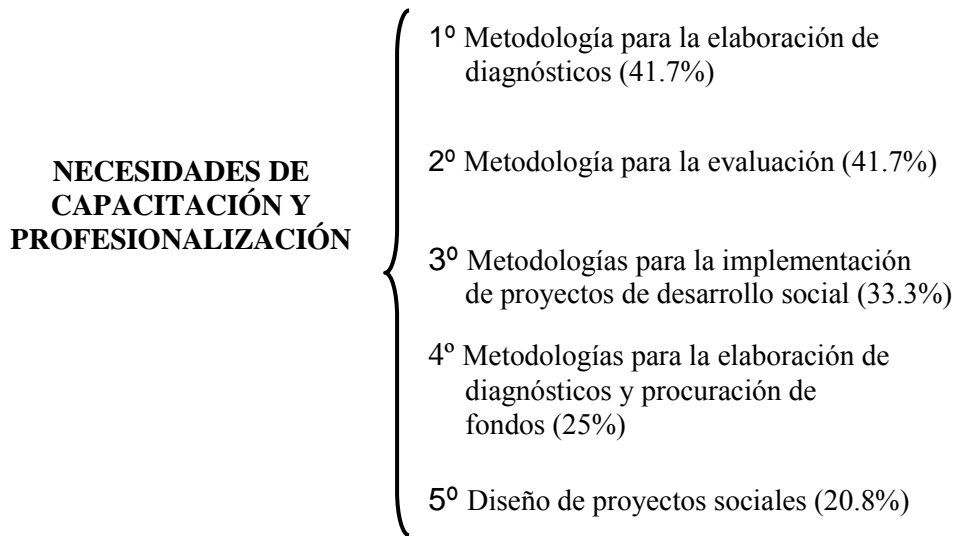 NECESIDADES DE
CAPACITACIÓN Y
PROFESIONALIZACIÓN
1º Metodología para la elaboración de
diagnósticos (41.7%)
2º Metodología para la evaluación (41.7%)
3º Metodologías para la implementación
de proyectos de desarrollo social (33.3%)
4º Metodologías para la elaboración de
diagnósticos y procuración de
fondos (25%)
5º Diseño de proyectos sociales (20.8%)